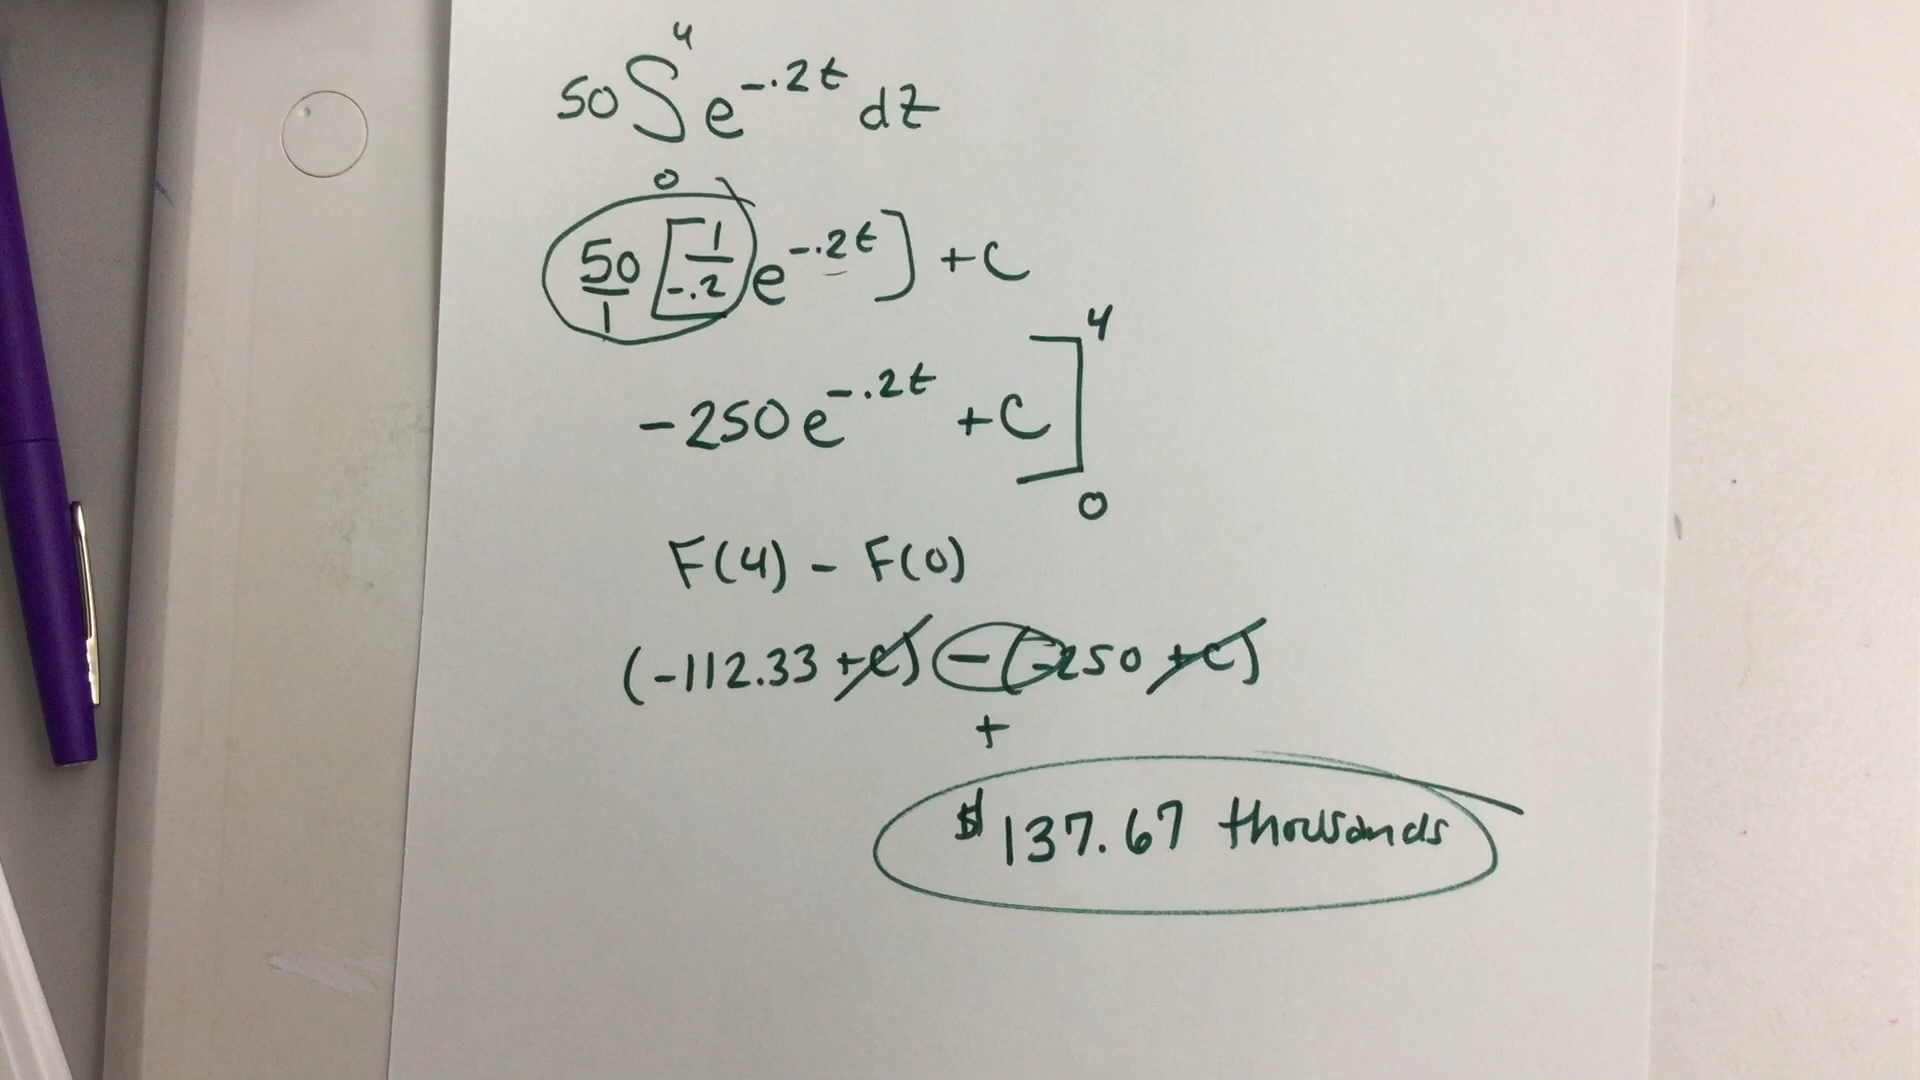 50 ∫₀⁴ e^{-.2t} dt
50/1 [1/-.2 e^{-.2t}] + C
-250 e^{-.2t} + C]₀⁴
F(4) - F(0)
(-112.33 + C) - (-250 + C)
+
$137.67 thousands